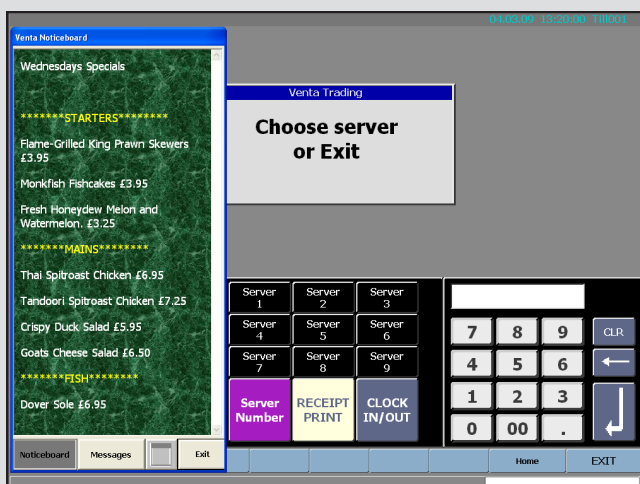 04.03.09 13:20:00 Till001
Venta Noticeboard
Wednesdays Specials
*******STARTERS********
Flame-Grilled King Prawn Skewers
£3.95
Monkfish Fishcakes £3.95
Fresh Honeydew Melon and
Watermelon. £3.25
*******MAINS********
Thai Spitroast Chicken £6.95
Tandoori Spitroast Chicken £7.25
Crispy Duck Salad £5.95
Goats Cheese Salad £6.50
*******FISH********
Dover Sole £6.95
Noticeboard Messages Exit
Venta Trading
Choose server
or Exit
Server 1
Server 2
Server 3
Server 4
Server 5
Server 6
Server 7
Server 8
Server 9
Server
Number
RECEIPT
PRINT
CLOCK
IN/OUT
7 8 9 CLR
4 5 6
1 2 3
0 00 .
Home EXIT